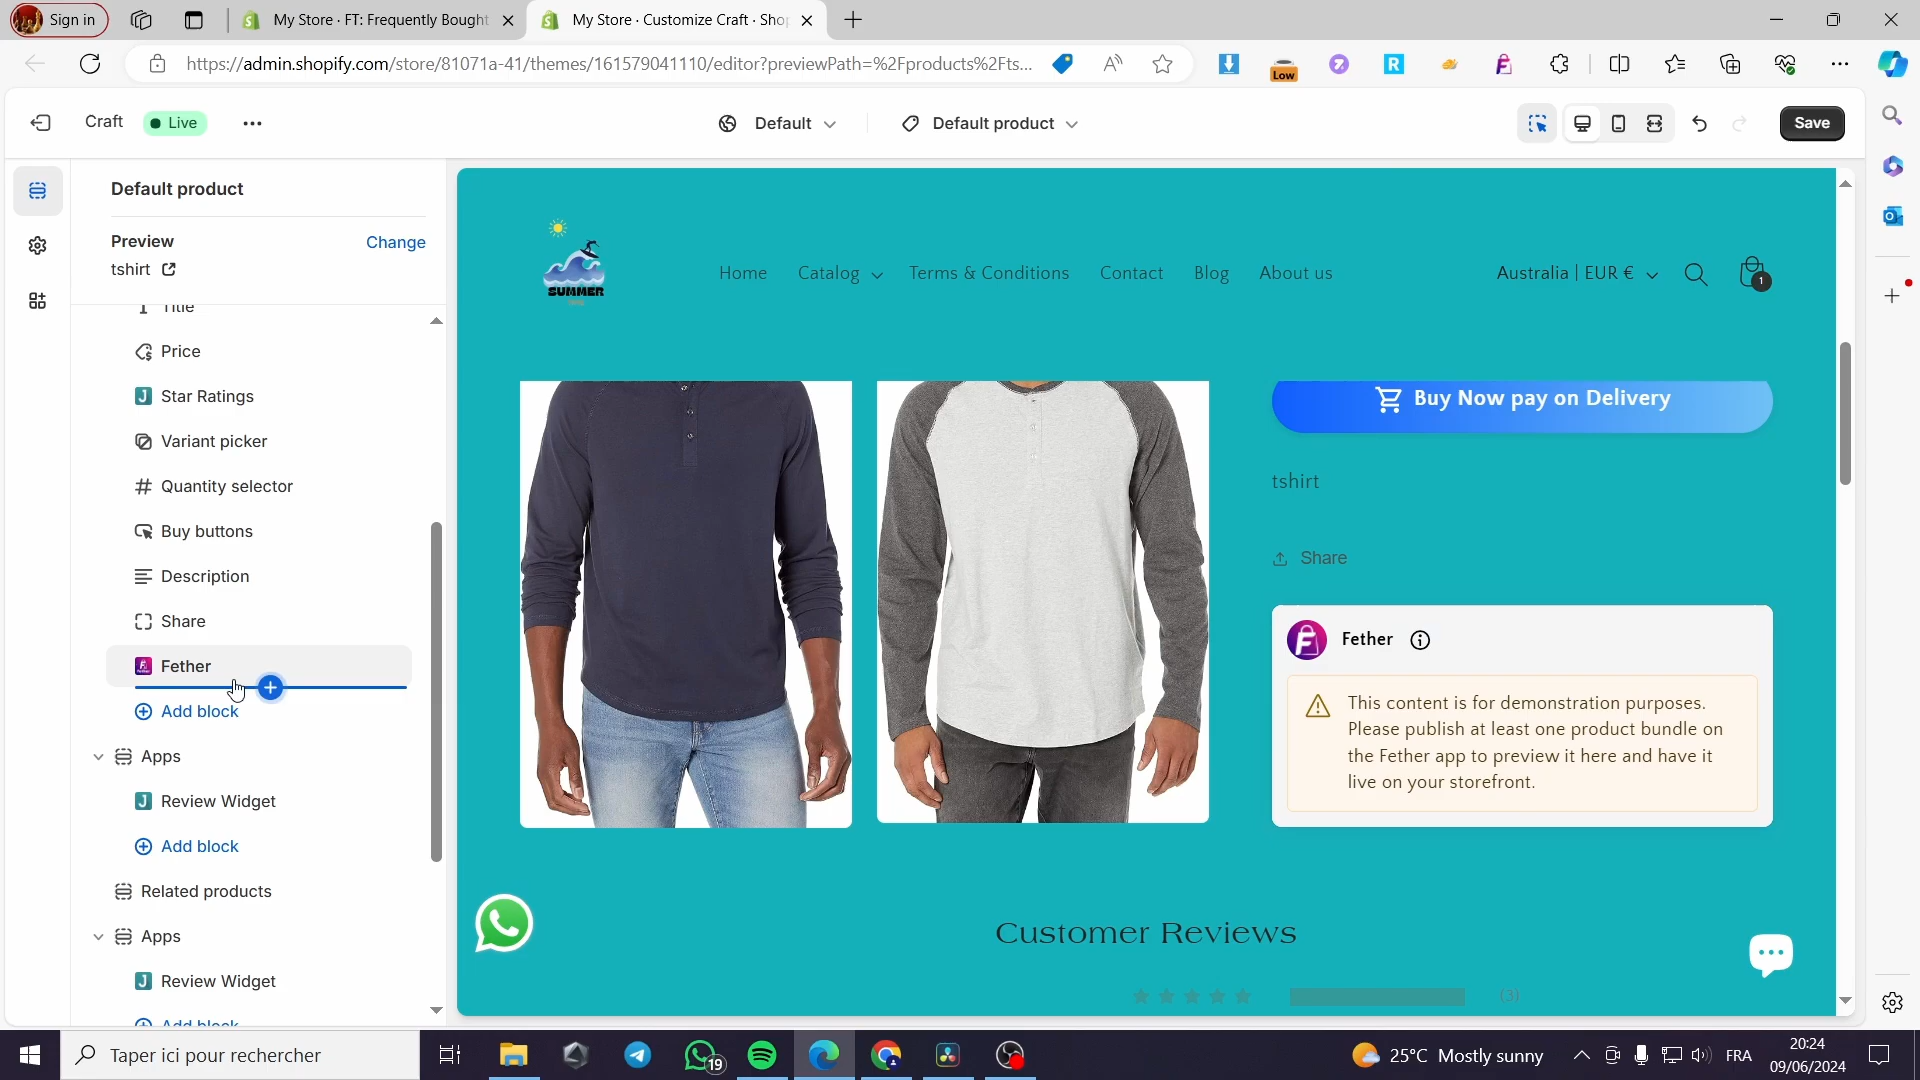 Sign in
My Store · FT: Frequently Bought
My Store · Customize Craft · Shop
https://admin.shopify.com/store/81071a-41/themes/161579041110/editor?previewPath=%2Fproducts%2Fts...
Low
Craft
Live
Default
Default product
Save
Default product
Preview
Change
tshirt
Title
Price
Star Ratings
Variant picker
Quantity selector
Buy buttons
Description
Share
Fether
Add block
Apps
Review Widget
Add block
Related products
Apps
Review Widget
Add block
SUMMER
Home
Catalog
Terms & Conditions
Contact
Blog
About us
Australia | EUR €
1
Buy Now pay on Delivery
tshirt
Share
Fether
This content is for demonstration purposes.
Please publish at least one product bundle on
the Fether app to preview it here and have it
live on your storefront.
Customer Reviews
(3)
Taper ici pour rechercher
19
25°C Mostly sunny
FRA
20:24
09/06/2024